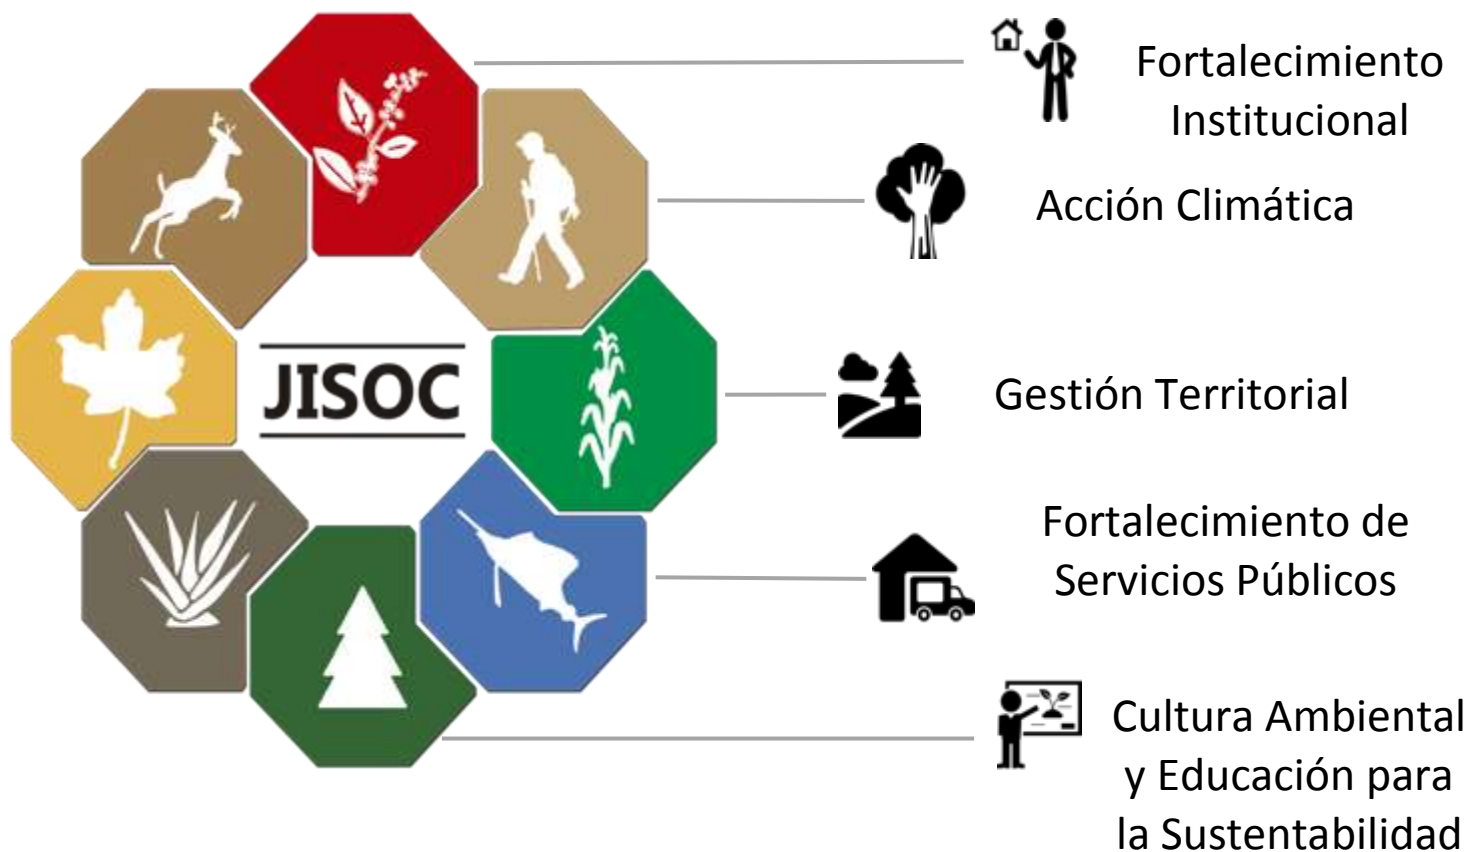 Fortalecimiento
Institucional
Acción Climática
JISOC
Gestión Territorial
Fortalecimiento de
Servicios Públicos
Cultura Ambiental
y Educación para
la Sustentabilidad